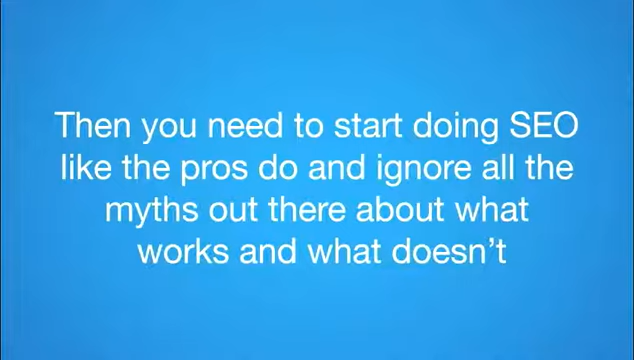 Then you need to start doing SEO
like the pros do and ignore all the
myths out there about what
works and what doesn’t